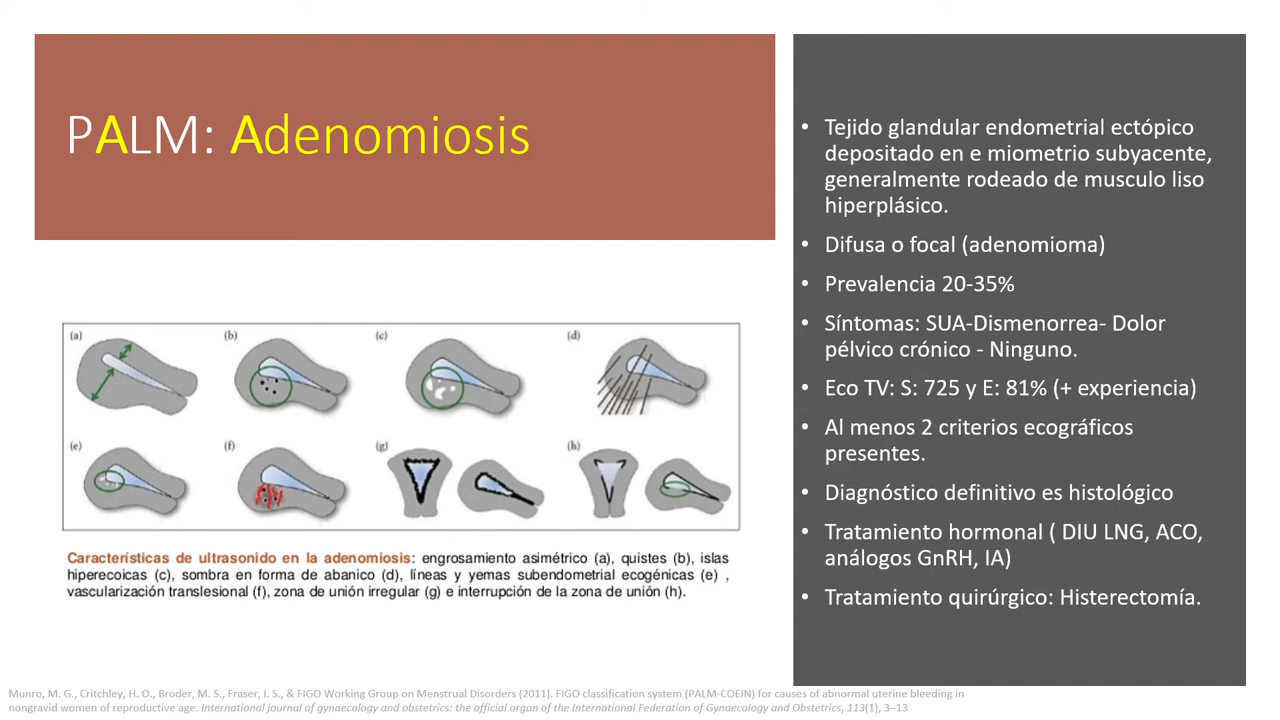 PALM: Adenomiosis
(a)
(b)
(c)
(d)
(e)
(f)
(g)
(h)
Características de ultrasonido en la adenomiosis: engrosamiento asimétrico (a), quistes (b), islas
hiperecoicas (c), sombra en forma de abanico (d), líneas y yemas subendometrial ecogénicas (e) ,
vascularización translesional (f), zona de unión irregular (g) e interrupción de la zona de unión (h).
• Tejido glandular endometrial ectópico
depositado en e miometrio subyacente,
generalmente rodeado de musculo liso
hiperplásico.
• Difusa o focal (adenomioma)
• Prevalencia 20-35%
• Síntomas: SUA-Dismenorrea- Dolor
pélvico crónico - Ninguno.
• Eco TV: S: 725 y E: 81% (+ experiencia)
• Al menos 2 criterios ecográficos
presentes.
• Diagnóstico definitivo es histológico
• Tratamiento hormonal ( DIU LNG, ACO,
análogos GnRH, IA)
• Tratamiento quirúrgico: Histerectomía.
Munro, M. G., Critchley, H. O., Broder, M. S., Fraser, I. S., & FIGO Working Group on Menstrual Disorders (2011). FIGO classification system (PALM-COEIN) for causes of abnormal uterine bleeding in
nongravid women of reproductive age. International journal of gynaecology and obstetrics: the official organ of the International Federation of Gynaecology and Obstetrics, 113(1), 3–13